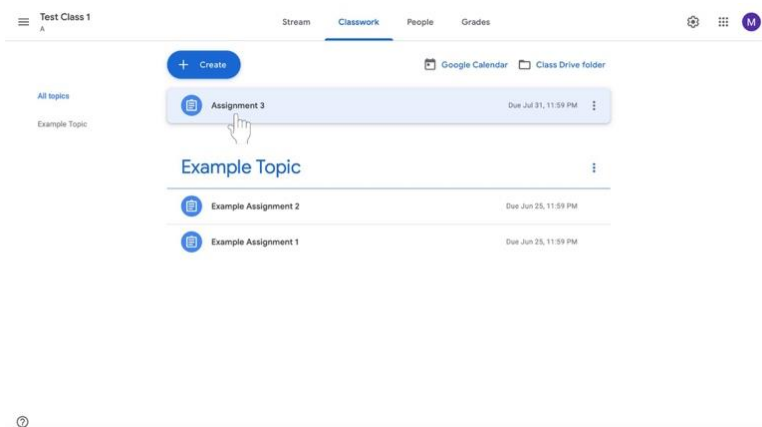 Test Class 1
A
Stream Classwork People Grades
M
+ Create
Google Calendar Class Drive folder
All topics
Example Topic
Assignment 3 Due Jul 31, 11:59 PM
Example Topic
Example Assignment 2 Due Jun 25, 11:59 PM
Example Assignment 1 Due Jun 25, 11:59 PM